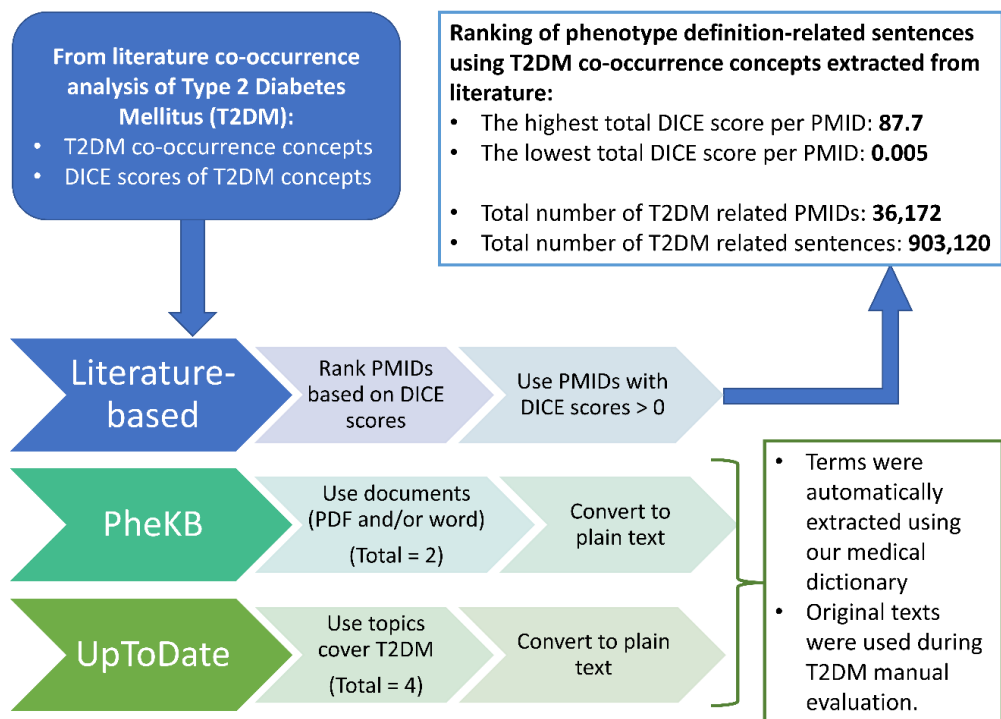 From literature co-occurrence
analysis of Type 2 Diabetes
Mellitus (T2DM):
• T2DM co-occurrence concepts
• DICE scores of T2DM concepts
Ranking of phenotype definition-related sentences
using T2DM co-occurrence concepts extracted from
literature:
• The highest total DICE score per PMID: 87.7
• The lowest total DICE score per PMID: 0.005
• Total number of T2DM related PMIDs: 36,172
• Total number of T2DM related sentences: 903,120
Literature-
based
Rank PMIDs
based on DICE
scores
Use PMIDs with
DICE scores > 0
PheKB
Use documents
(PDF and/or word)
(Total = 2)
Convert to
plain text
UpToDate
Use topics
cover T2DM
(Total = 4)
Convert to plain
text
• Terms were
automatically
extracted using
our medical
dictionary
• Original texts
were used during
T2DM manual
evaluation.